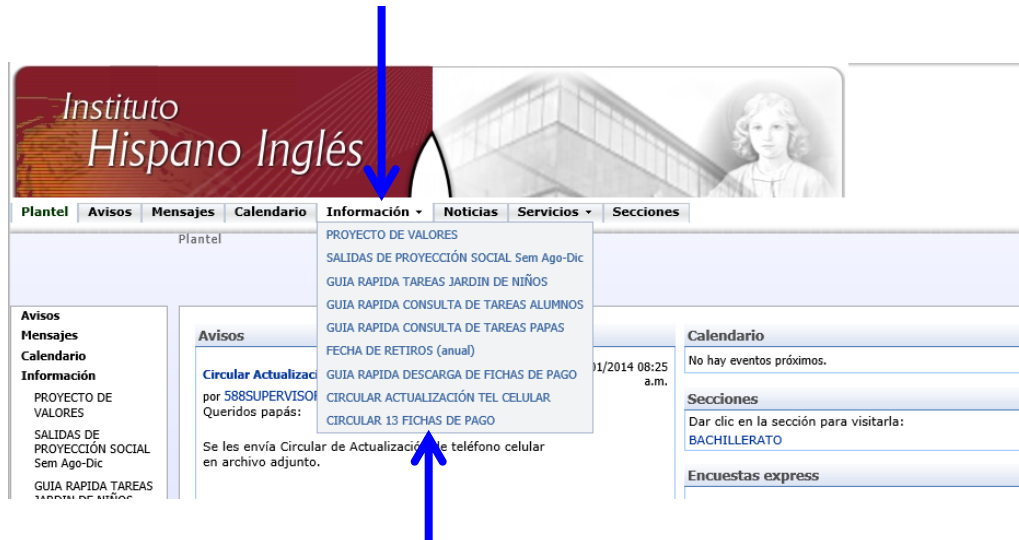 Instituto
Hispano Inglés
Plantel Avisos Mensajes Calendario Información Noticias Servicios Secciones
Plantel
PROYECTO DE VALORES
SALIDAS DE PROYECCIÓN SOCIAL Sem Ago-Dic
GUIA RAPIDA TAREAS JARDIN DE NIÑOS
GUIA RAPIDA CONSULTA DE TAREAS ALUMNOS
GUIA RAPIDA CONSULTA DE TAREAS PAPAS
FECHA DE RETIROS (anual)
GUIA RAPIDA DESCARGA DE FICHAS DE PAGO
CIRCULAR ACTUALIZACIÓN TEL CELULAR
CIRCULAR 13 FICHAS DE PAGO
Avisos
Mensajes
Calendario
Información
PROYECTO DE
VALORES
SALIDAS DE
PROYECCIÓN SOCIAL
Sem Ago-Dic
GUIA RAPIDA TAREAS
JARDIN DE NIÑOS
Avisos
Circular Actualizaci
01/2014 08:25
a.m.
por 588SUPERVISOR
Queridos papás:
Se les envía Circular de Actualización de teléfono celular
en archivo adjunto.
Calendario
No hay eventos próximos.
Secciones
Dar clic en la sección para visitarla:
BACHILLERATO
Encuestas express